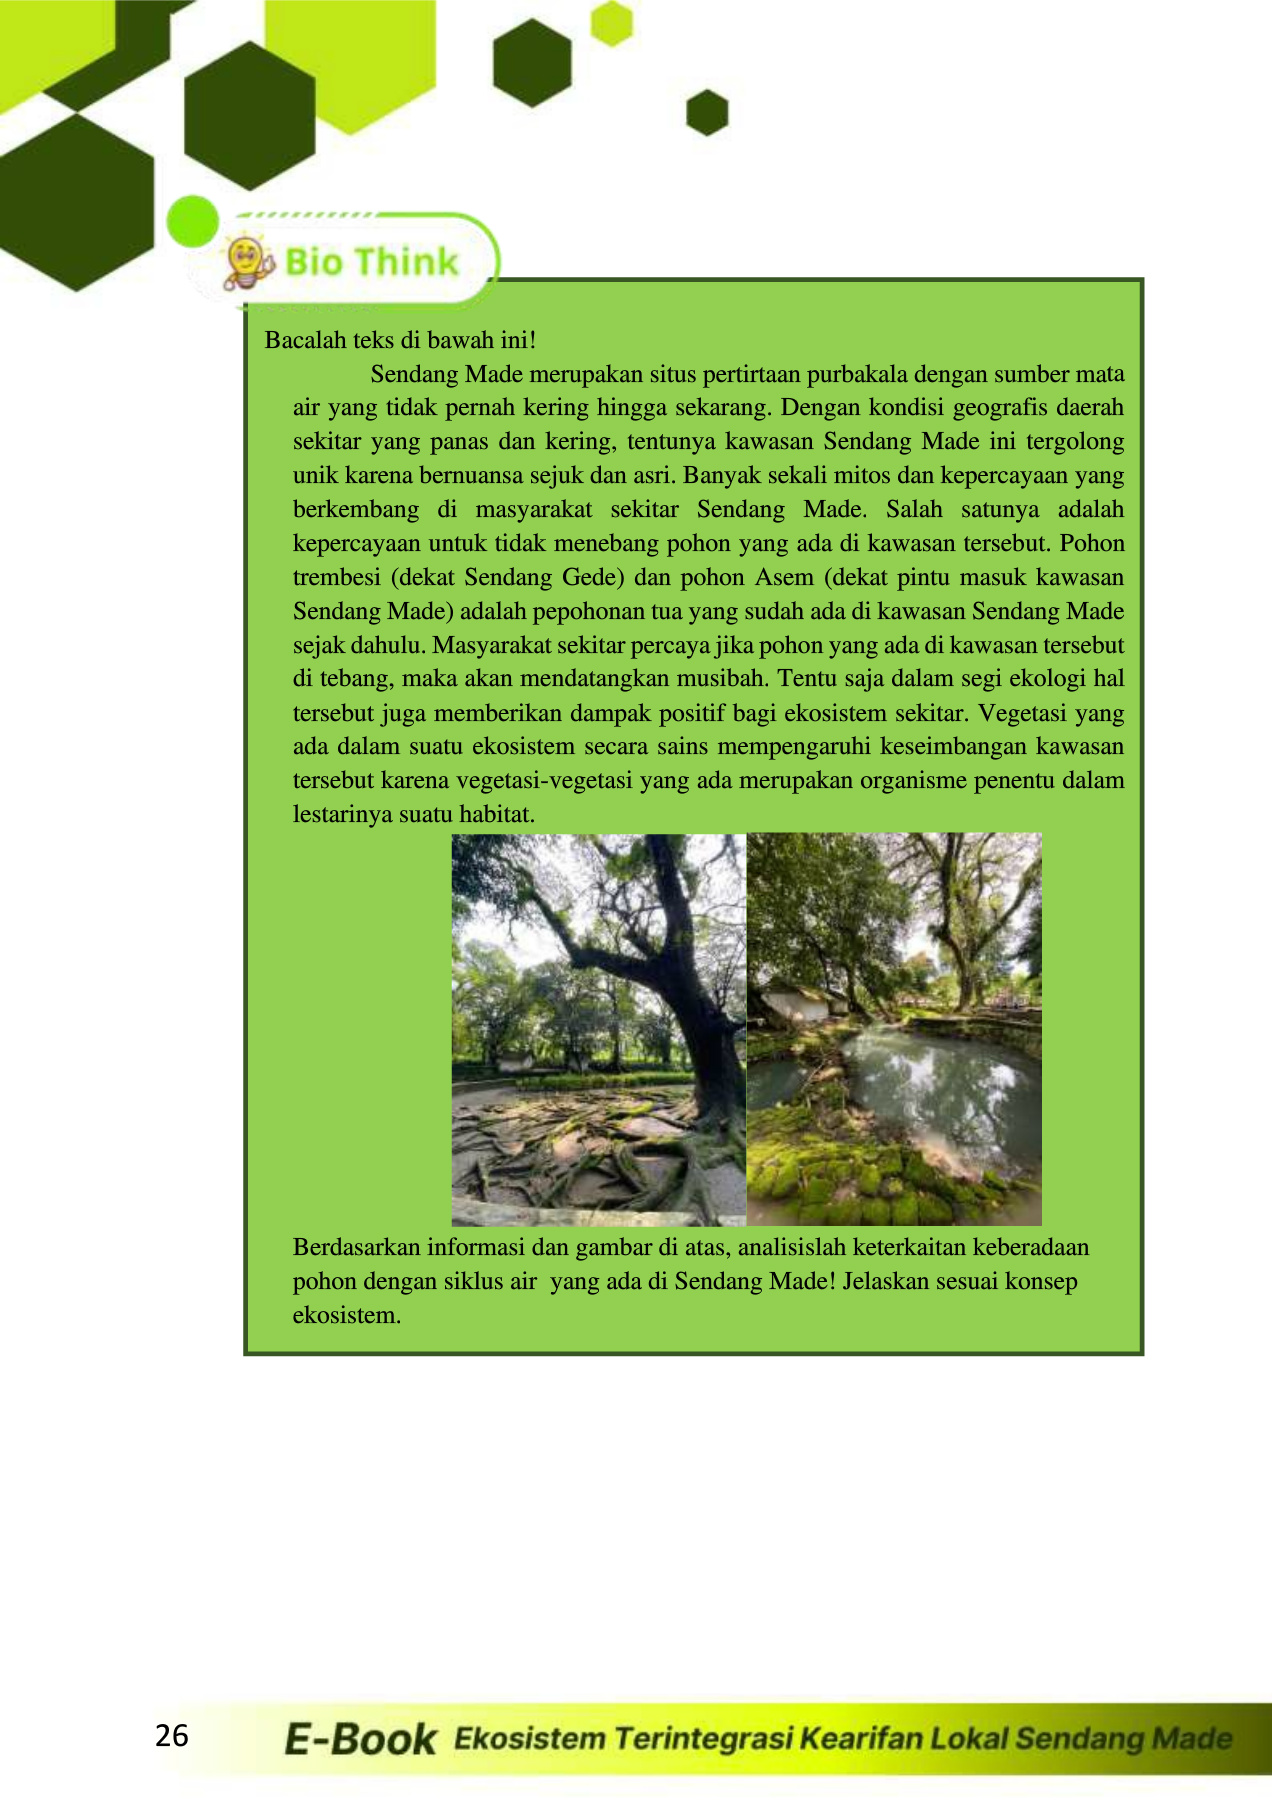 Bio Think
Bacalah teks di bawah ini!
Sendang Made merupakan situs pertirtaan purbakala dengan sumber mata
air yang tidak pernah kering hingga sekarang. Dengan kondisi geografis daerah
sekitar yang panas dan kering, tentunya kawasan Sendang Made ini tergolong
unik karena bernuansa sejuk dan asri. Banyak sekali mitos dan kepercayaan yang
berkembang di masyarakat sekitar Sendang Made. Salah satunya adalah
kepercayaan untuk tidak menebang pohon yang ada di kawasan tersebut. Pohon
trembesi (dekat Sendang Gede) dan pohon Asem (dekat pintu masuk kawasan
Sendang Made) adalah pepohonan tua yang sudah ada di kawasan Sendang Made
sejak dahulu. Masyarakat sekitar percaya jika pohon yang ada di kawasan tersebut
di tebang, maka akan mendatangkan musibah. Tentu saja dalam segi ekologi hal
tersebut juga memberikan dampak positif bagi ekosistem sekitar. Vegetasi yang
ada dalam suatu ekosistem secara sains mempengaruhi keseimbangan kawasan
tersebut karena vegetasi-vegetasi yang ada merupakan organisme penentu dalam
lestarinya suatu habitat.
Berdasarkan informasi dan gambar di atas, analisislah keterkaitan keberadaan
pohon dengan siklus air yang ada di Sendang Made! Jelaskan sesuai konsep
ekosistem.
26
E-Book Ekosistem Terintegrasi Kearifan Lokal Sendang Made